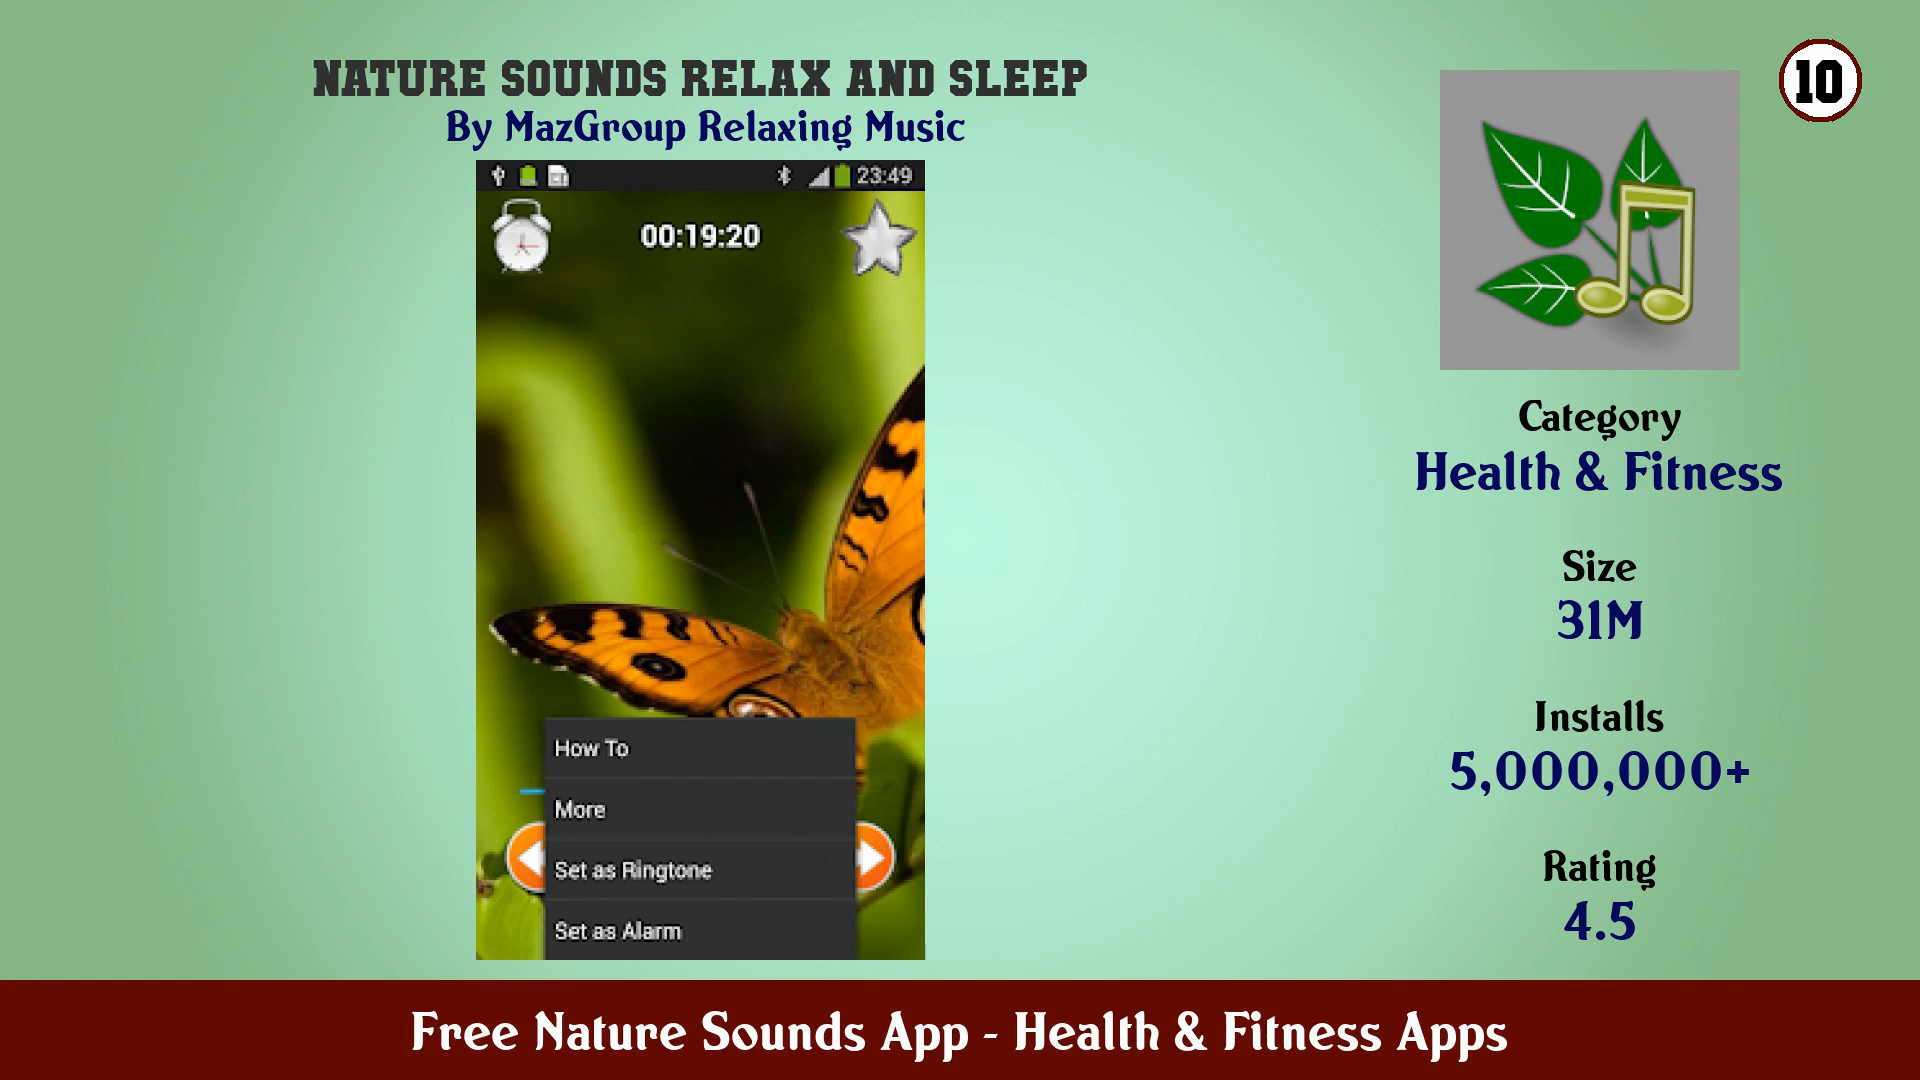 NATURE SOUNDS RELAX AND SLEEP
By MazGroup Relaxing Music
23:49
00:19:20
How To
More
Set as Ringtone
Set as Alarm
10
Category
Health & Fitness
Size
31M
Installs
5,000,000+
Rating
4.5
Free Nature Sounds App - Health & Fitness Apps